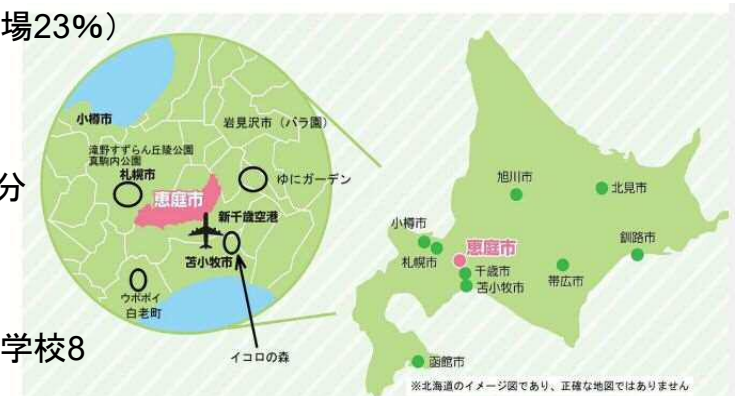 場23%）
分
学校8
小樽市
岩見沢市（バラ園）
滝野すずらん丘陵公園
真駒内公園
札幌市
ゆにガーデン
恵庭市
新千歳空港
苫小牧市
ウポポイ
白老町
イコロの森
旭川市
北見市
小樽市
札幌市
恵庭市
釧路市
千歳市
苫小牧市
帯広市
函館市
※北海道のイメージ図であり、正確な地図ではありません